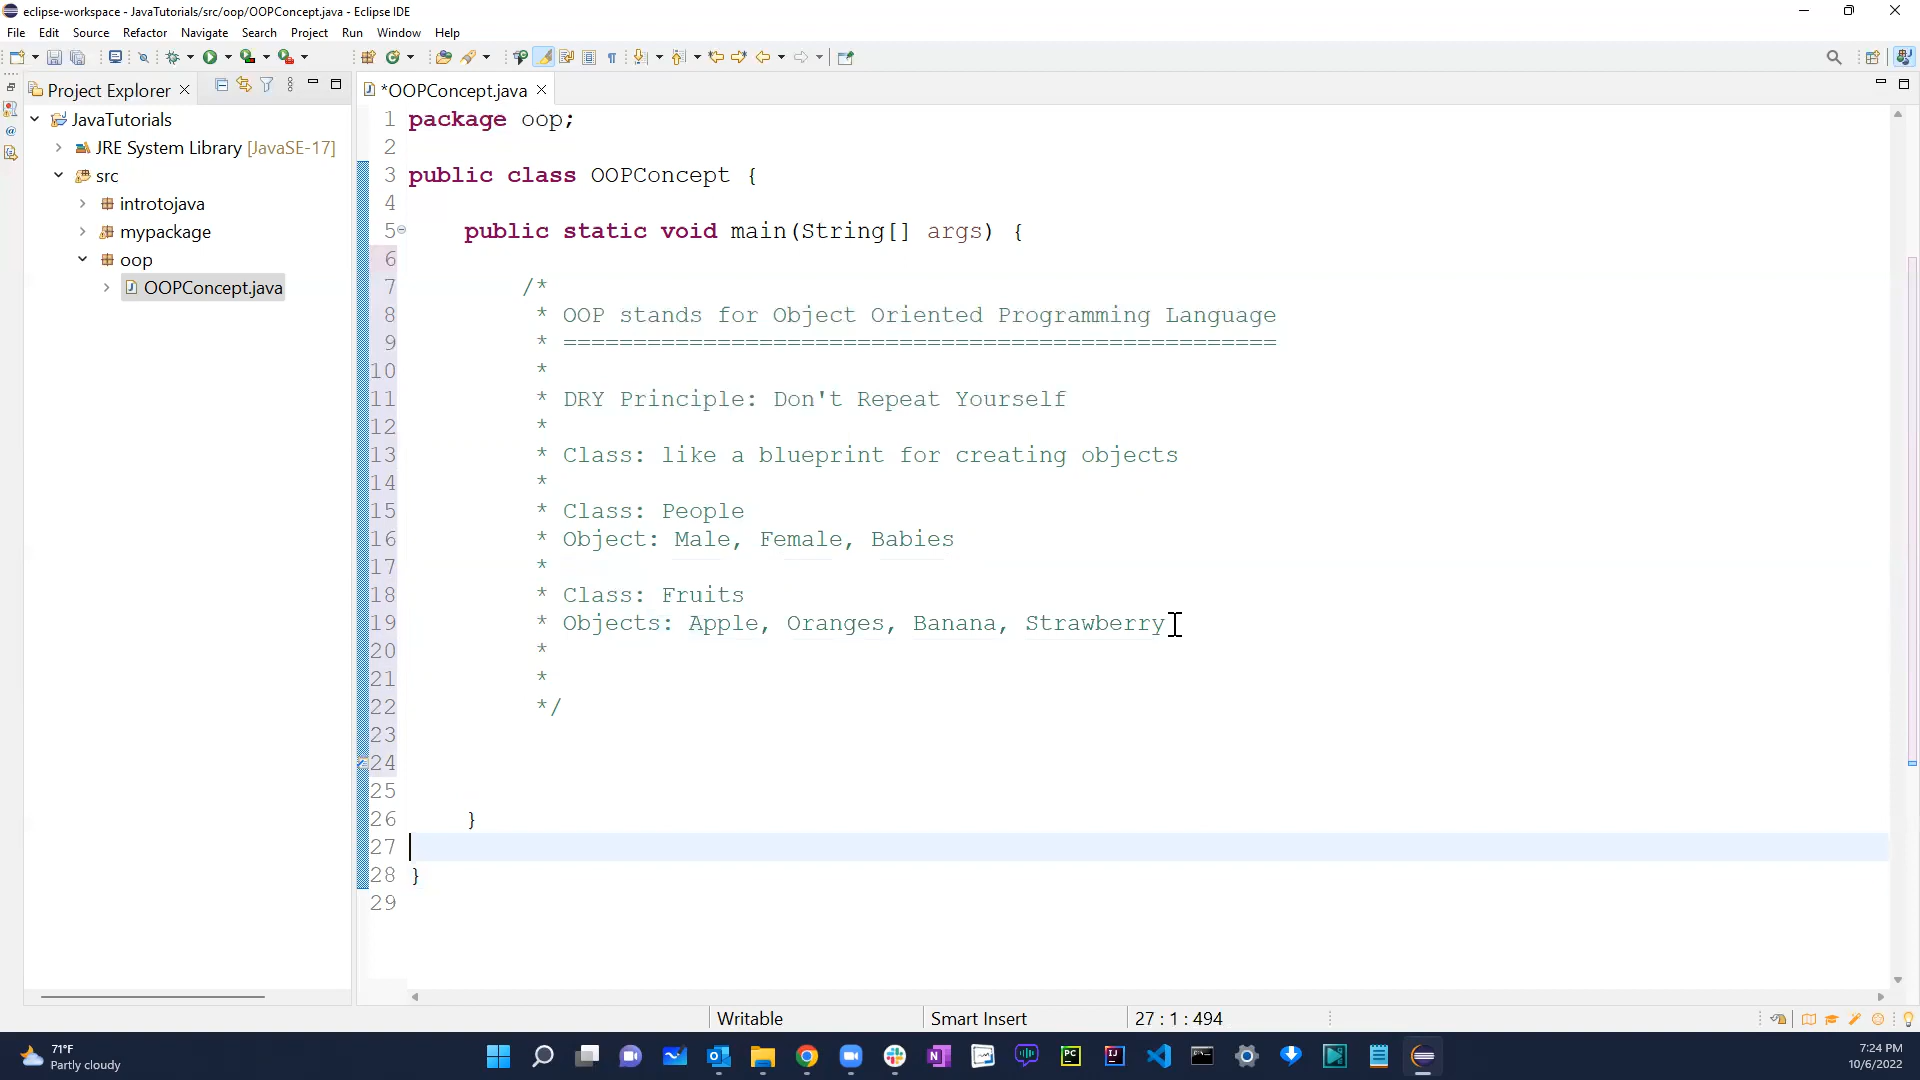 eclipse-workspace - JavaTutorials/src/oop/OOPConcept.java - Eclipse IDE
File Edit Source Refactor Navigate Search Project Run Window Help
Project Explorer
*OOPConcept.java
JavaTutorials
JRE System Library [JavaSE-17]
src
introtojava
mypackage
oop
OOPConcept.java
1 package oop;
2
3 public class OOPConcept {
4
5 public static void main(String[] args) {
6
7 /*
8 * OOP stands for Object Oriented Programming Language
9 * ===================================================
10 *
11 * DRY Principle: Don't Repeat Yourself
12 *
13 * Class: like a blueprint for creating objects
14 *
15 * Class: People
16 * Object: Male, Female, Babies
17 *
18 * Class: Fruits
19 * Objects: Apple, Oranges, Banana, Strawberry
20 *
21 *
22 */
23
24
25
26 }
27
28 }
29
Writable Smart Insert 27 : 1 : 494
71°F
Partly cloudy
7:24 PM
10/6/2022